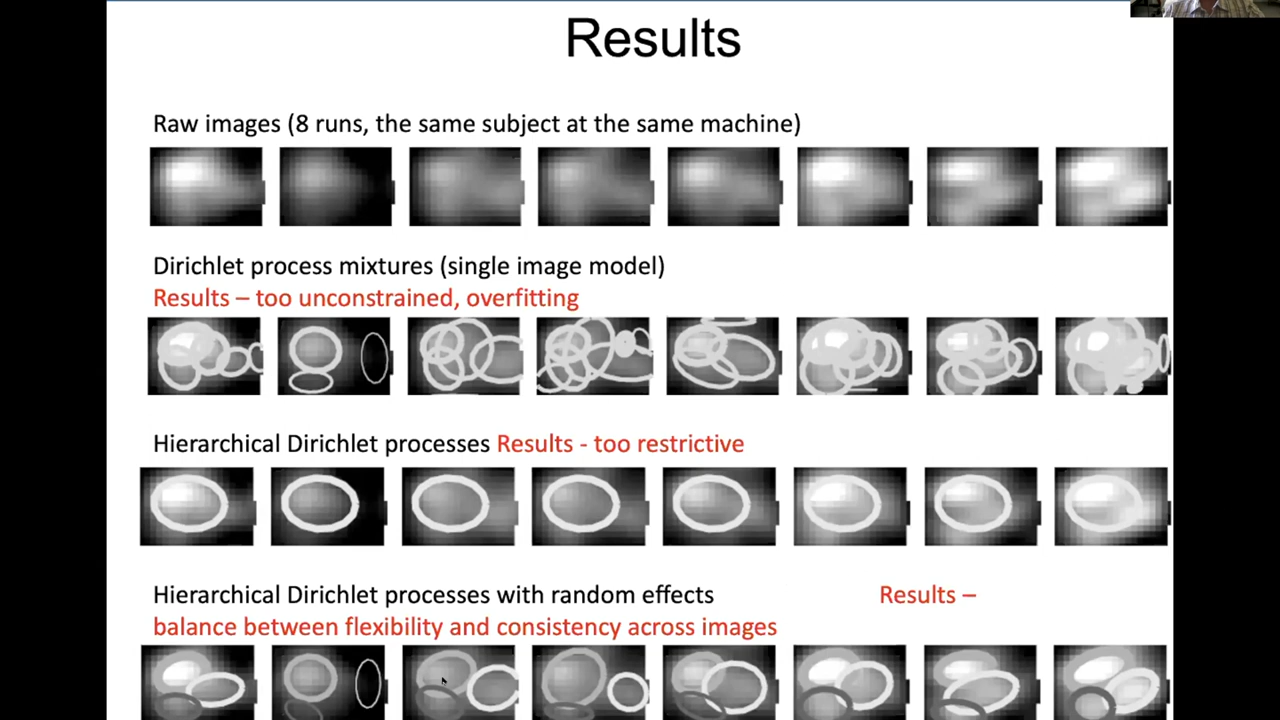 Results
Raw images (8 runs, the same subject at the same machine)
Dirichlet process mixtures (single image model)
Results – too unconstrained, overfitting
Hierarchical Dirichlet processes Results - too restrictive
Hierarchical Dirichlet processes with random effects Results –
balance between flexibility and consistency across images